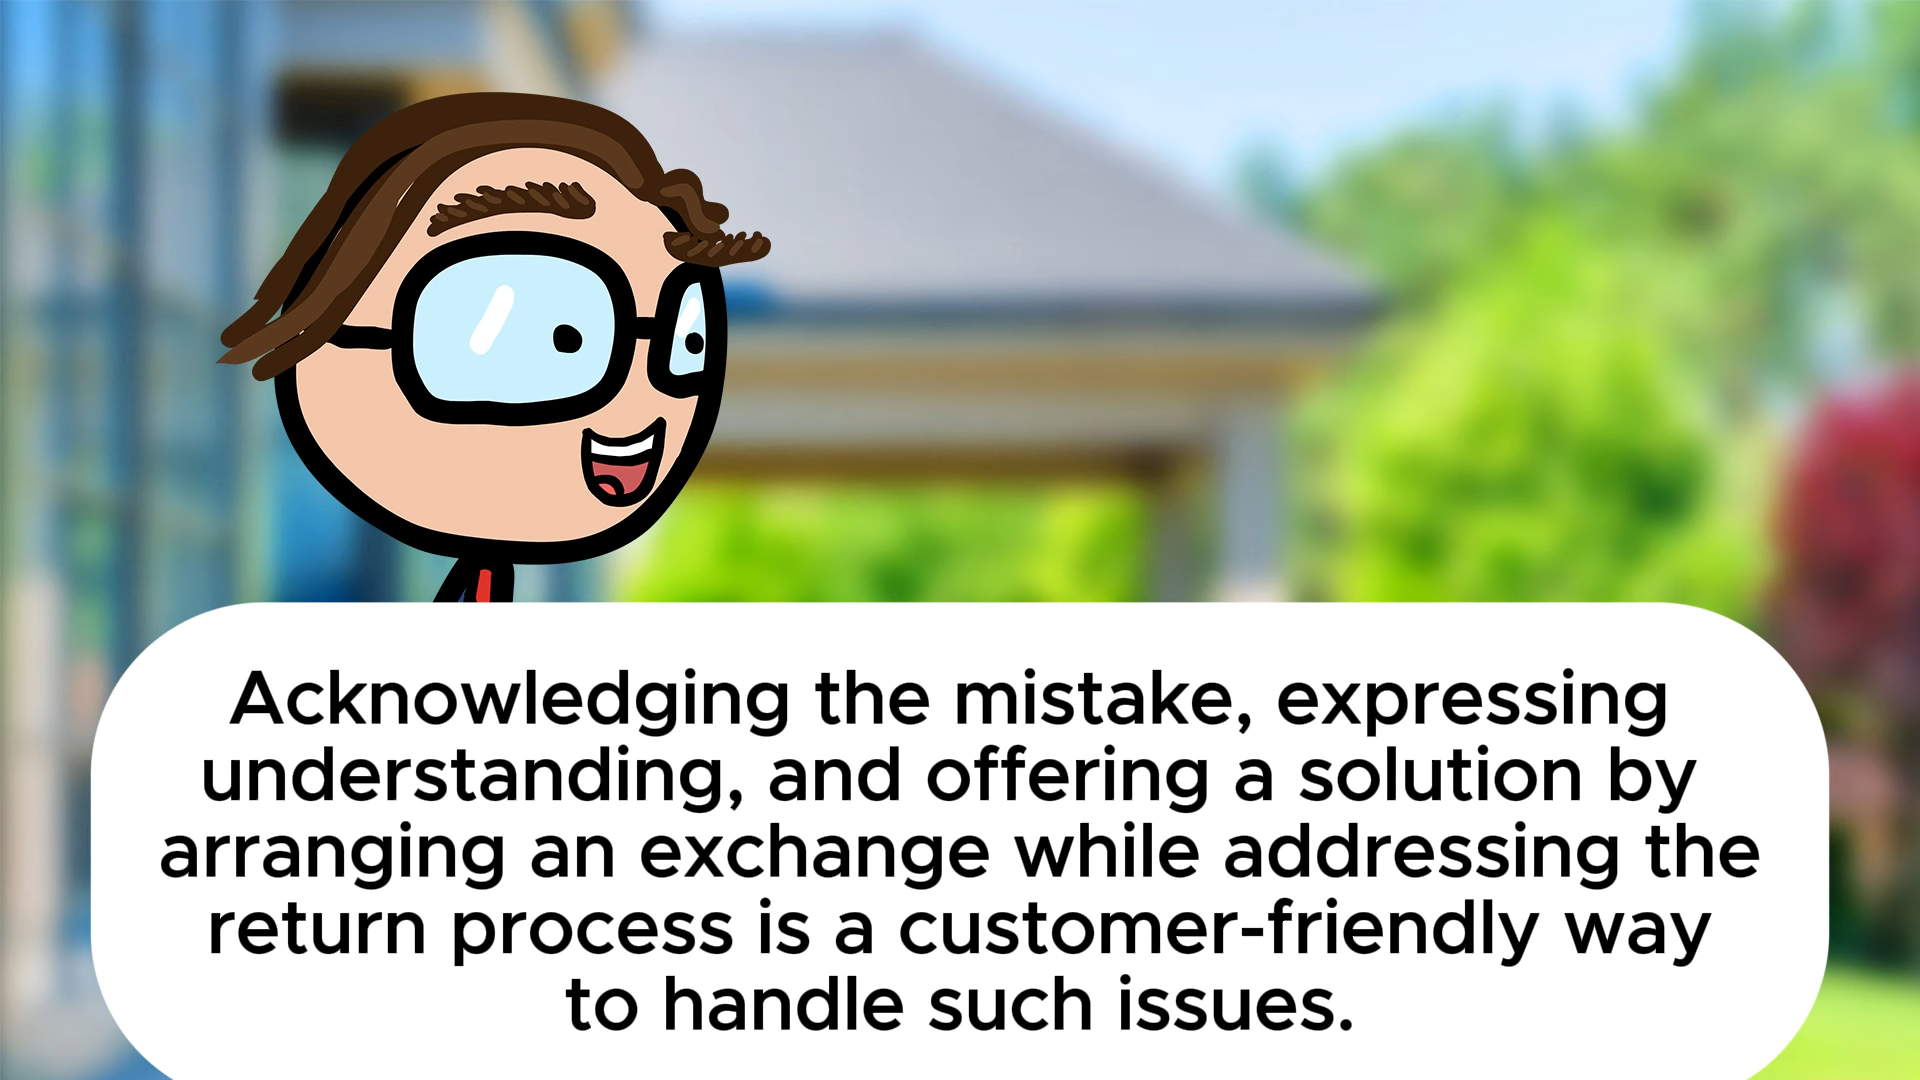 Acknowledging the mistake, expressing
understanding, and offering a solution by
arranging an exchange while addressing the
return process is a customer-friendly way
to handle such issues.